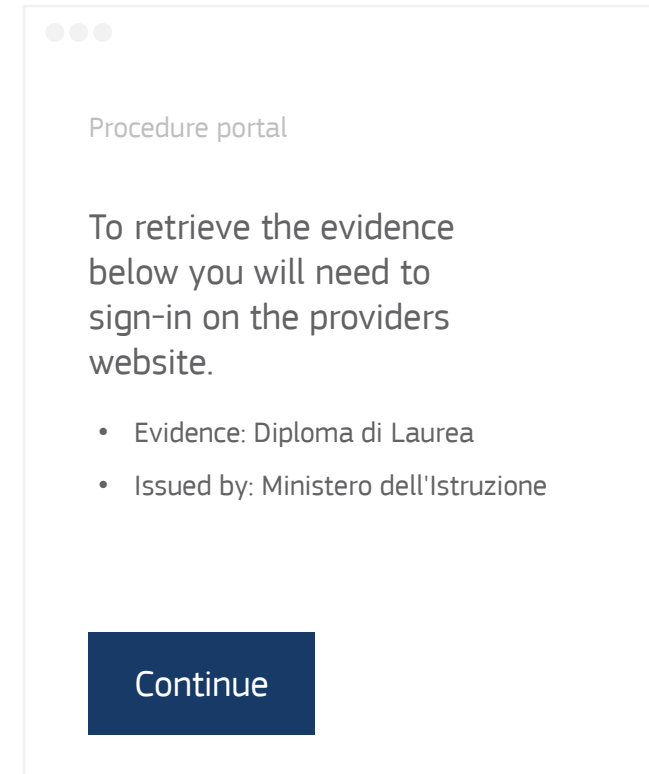 Procedure portal
To retrieve the evidence
below you will need to
sign-in on the providers
website.
• Evidence: Diploma di Laurea
• Issued by: Ministero dell'Istruzione
Continue